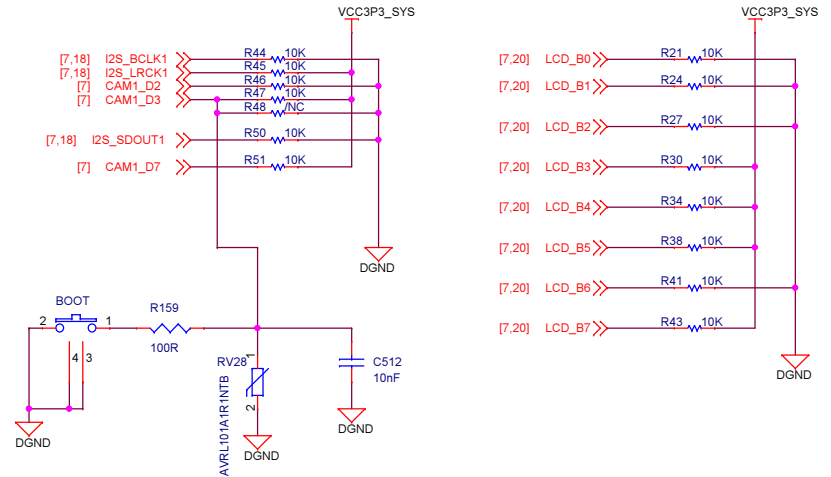 VCC3P3_SYS
[7,18] I2S_BCLK1 R44 10K
[7,18] I2S_LRCK1 R45 10K
[7] CAM1_D2 R46 10K
[7] CAM1_D3 R47 10K
R48 /NC
[7,18] I2S_SDOUT1 R50 10K
[7] CAM1_D7 R51 10K
DGND
BOOT
2 1
4 3
R159
100R
DGND
RV28
1
2
AVRL101A1R1NTB
DGND
C512
10nF
DGND
VCC3P3_SYS
[7,20] LCD_B0 R21 10K
[7,20] LCD_B1 R24 10K
[7,20] LCD_B2 R27 10K
[7,20] LCD_B3 R30 10K
[7,20] LCD_B4 R34 10K
[7,20] LCD_B5 R38 10K
[7,20] LCD_B6 R41 10K
[7,20] LCD_B7 R43 10K
DGND